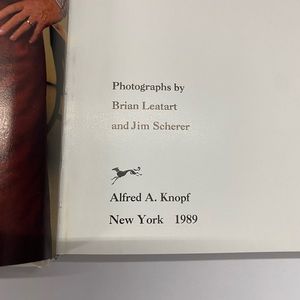 Photographs by
Brian Leatart
and Jim Scherer
Alfred A. Knopf
New York 1989